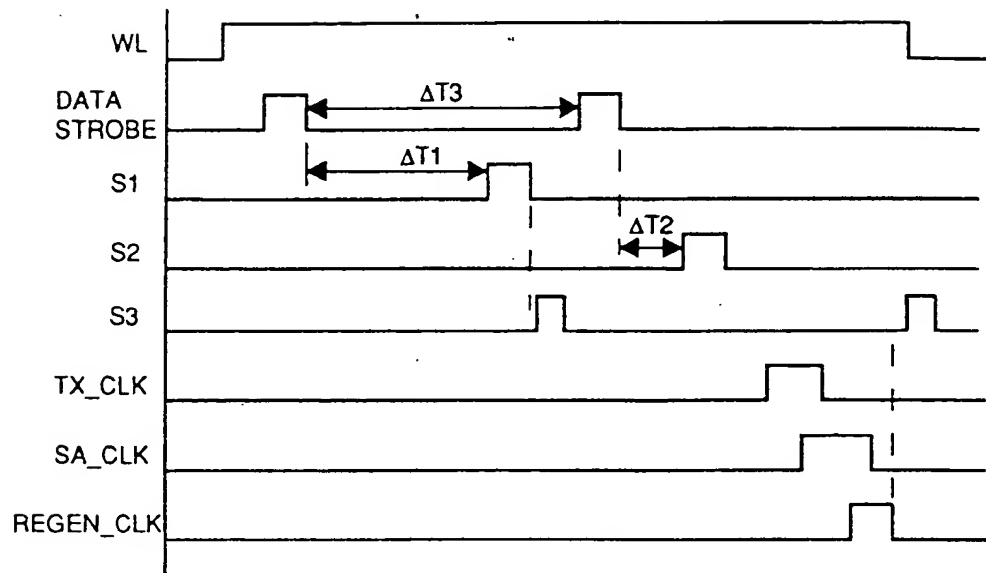 WL
DATA
STROBE
ΔT3
ΔT1
S1
ΔT2
S2
S3
TX_CLK
SA_CLK
REGEN_CLK